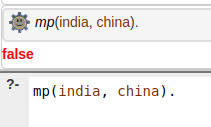 mp(india, china).
false
?- mp(india, china).